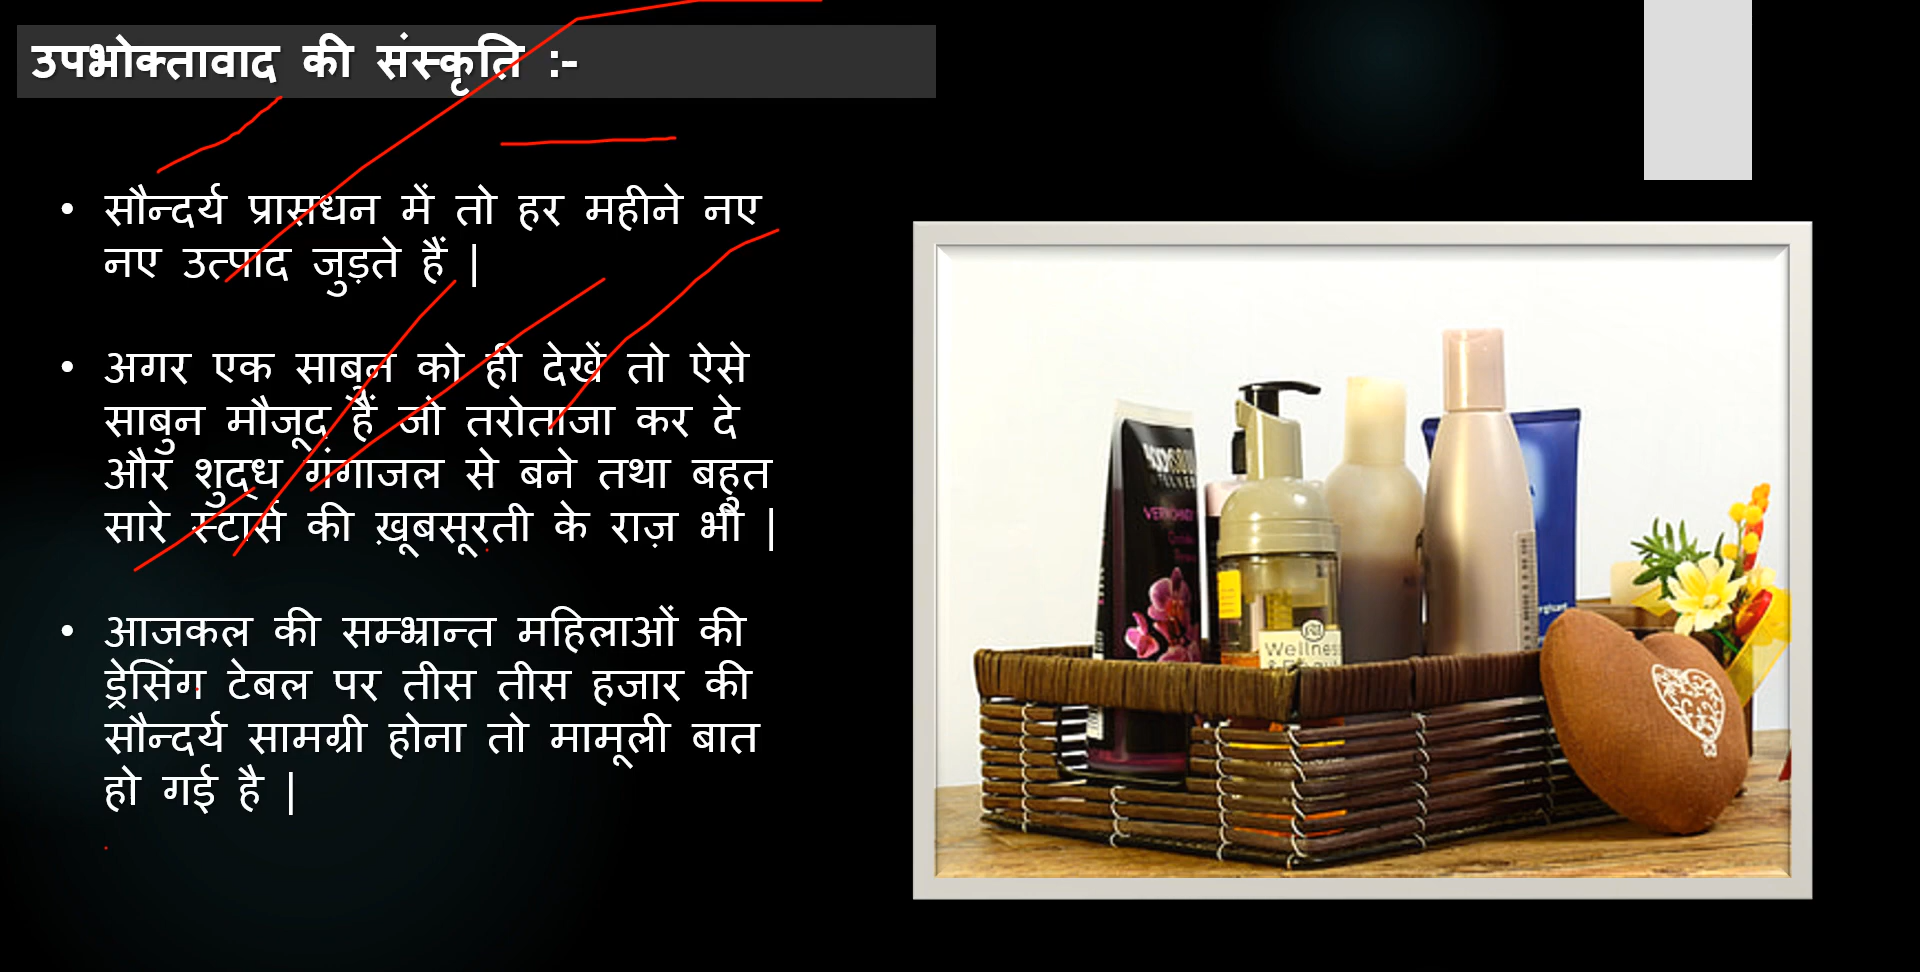 उपभोक्तावाद की संस्कृति :-
• सौन्दर्य प्रासधन में तो हर महीने नए
नए उत्पाद जुड़ते हैं |
• अगर एक साबुन को ही देखें तो ऐसे
साबुन मौजूद हैं जो तरोताजा कर दे
और शुद्ध गंगाजल से बने तथा बहुत
सारे स्टार्स की ख़ूबसूरती के राज़ भी |
• आजकल की सम्भ्रान्त महिलाओं की
ड्रेसिंग टेबल पर तीस तीस हजार की
सौन्दर्य सामग्री होना तो मामूली बात
हो गई है |
Wellness